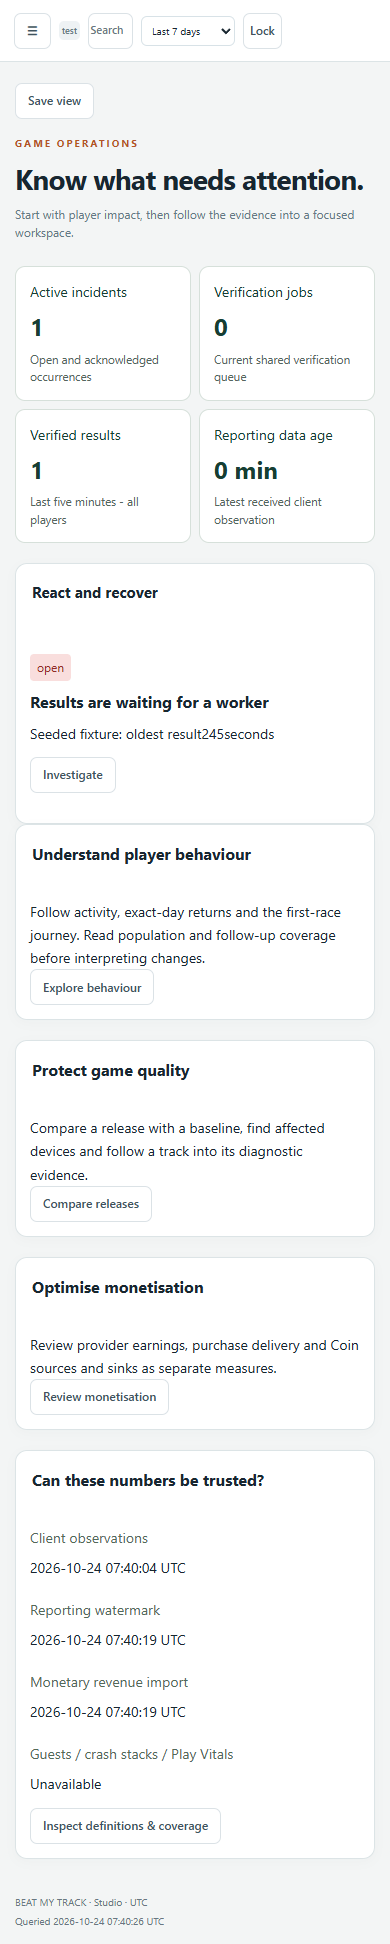 ☰ test Search Last 7 days Lock
Save view
GAME OPERATIONS
Know what needs attention.
Start with player impact, then follow the evidence into a focused
workspace.
Active incidents
1
Open and acknowledged
occurrences
Verification jobs
0
Current shared verification
queue
Verified results
1
Last five minutes - all
players
Reporting data age
0 min
Latest received client
observation
React and recover
open
Results are waiting for a worker
Seeded fixture: oldest result245seconds
Investigate
Understand player behaviour
Follow activity, exact-day returns and the first-race
journey. Read population and follow-up coverage
before interpreting changes.
Explore behaviour
Protect game quality
Compare a release with a baseline, find affected
devices and follow a track into its diagnostic
evidence.
Compare releases
Optimise monetisation
Review provider earnings, purchase delivery and Coin
sources and sinks as separate measures.
Review monetisation
Can these numbers be trusted?
Client observations
2026-10-24 07:40:04 UTC
Reporting watermark
2026-10-24 07:40:19 UTC
Monetary revenue import
2026-10-24 07:40:19 UTC
Guests / crash stacks / Play Vitals
Unavailable
Inspect definitions & coverage
BEAT MY TRACK · Studio · UTC
Queried 2026-10-24 07:40:26 UTC